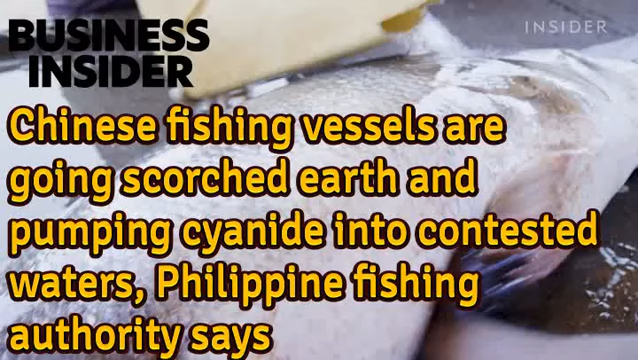 BUSINESS
INSIDER
INSIDER
Chinese fishing vessels are
going scorched earth and
pumping cyanide into contested
waters, Philippine fishing
authority says